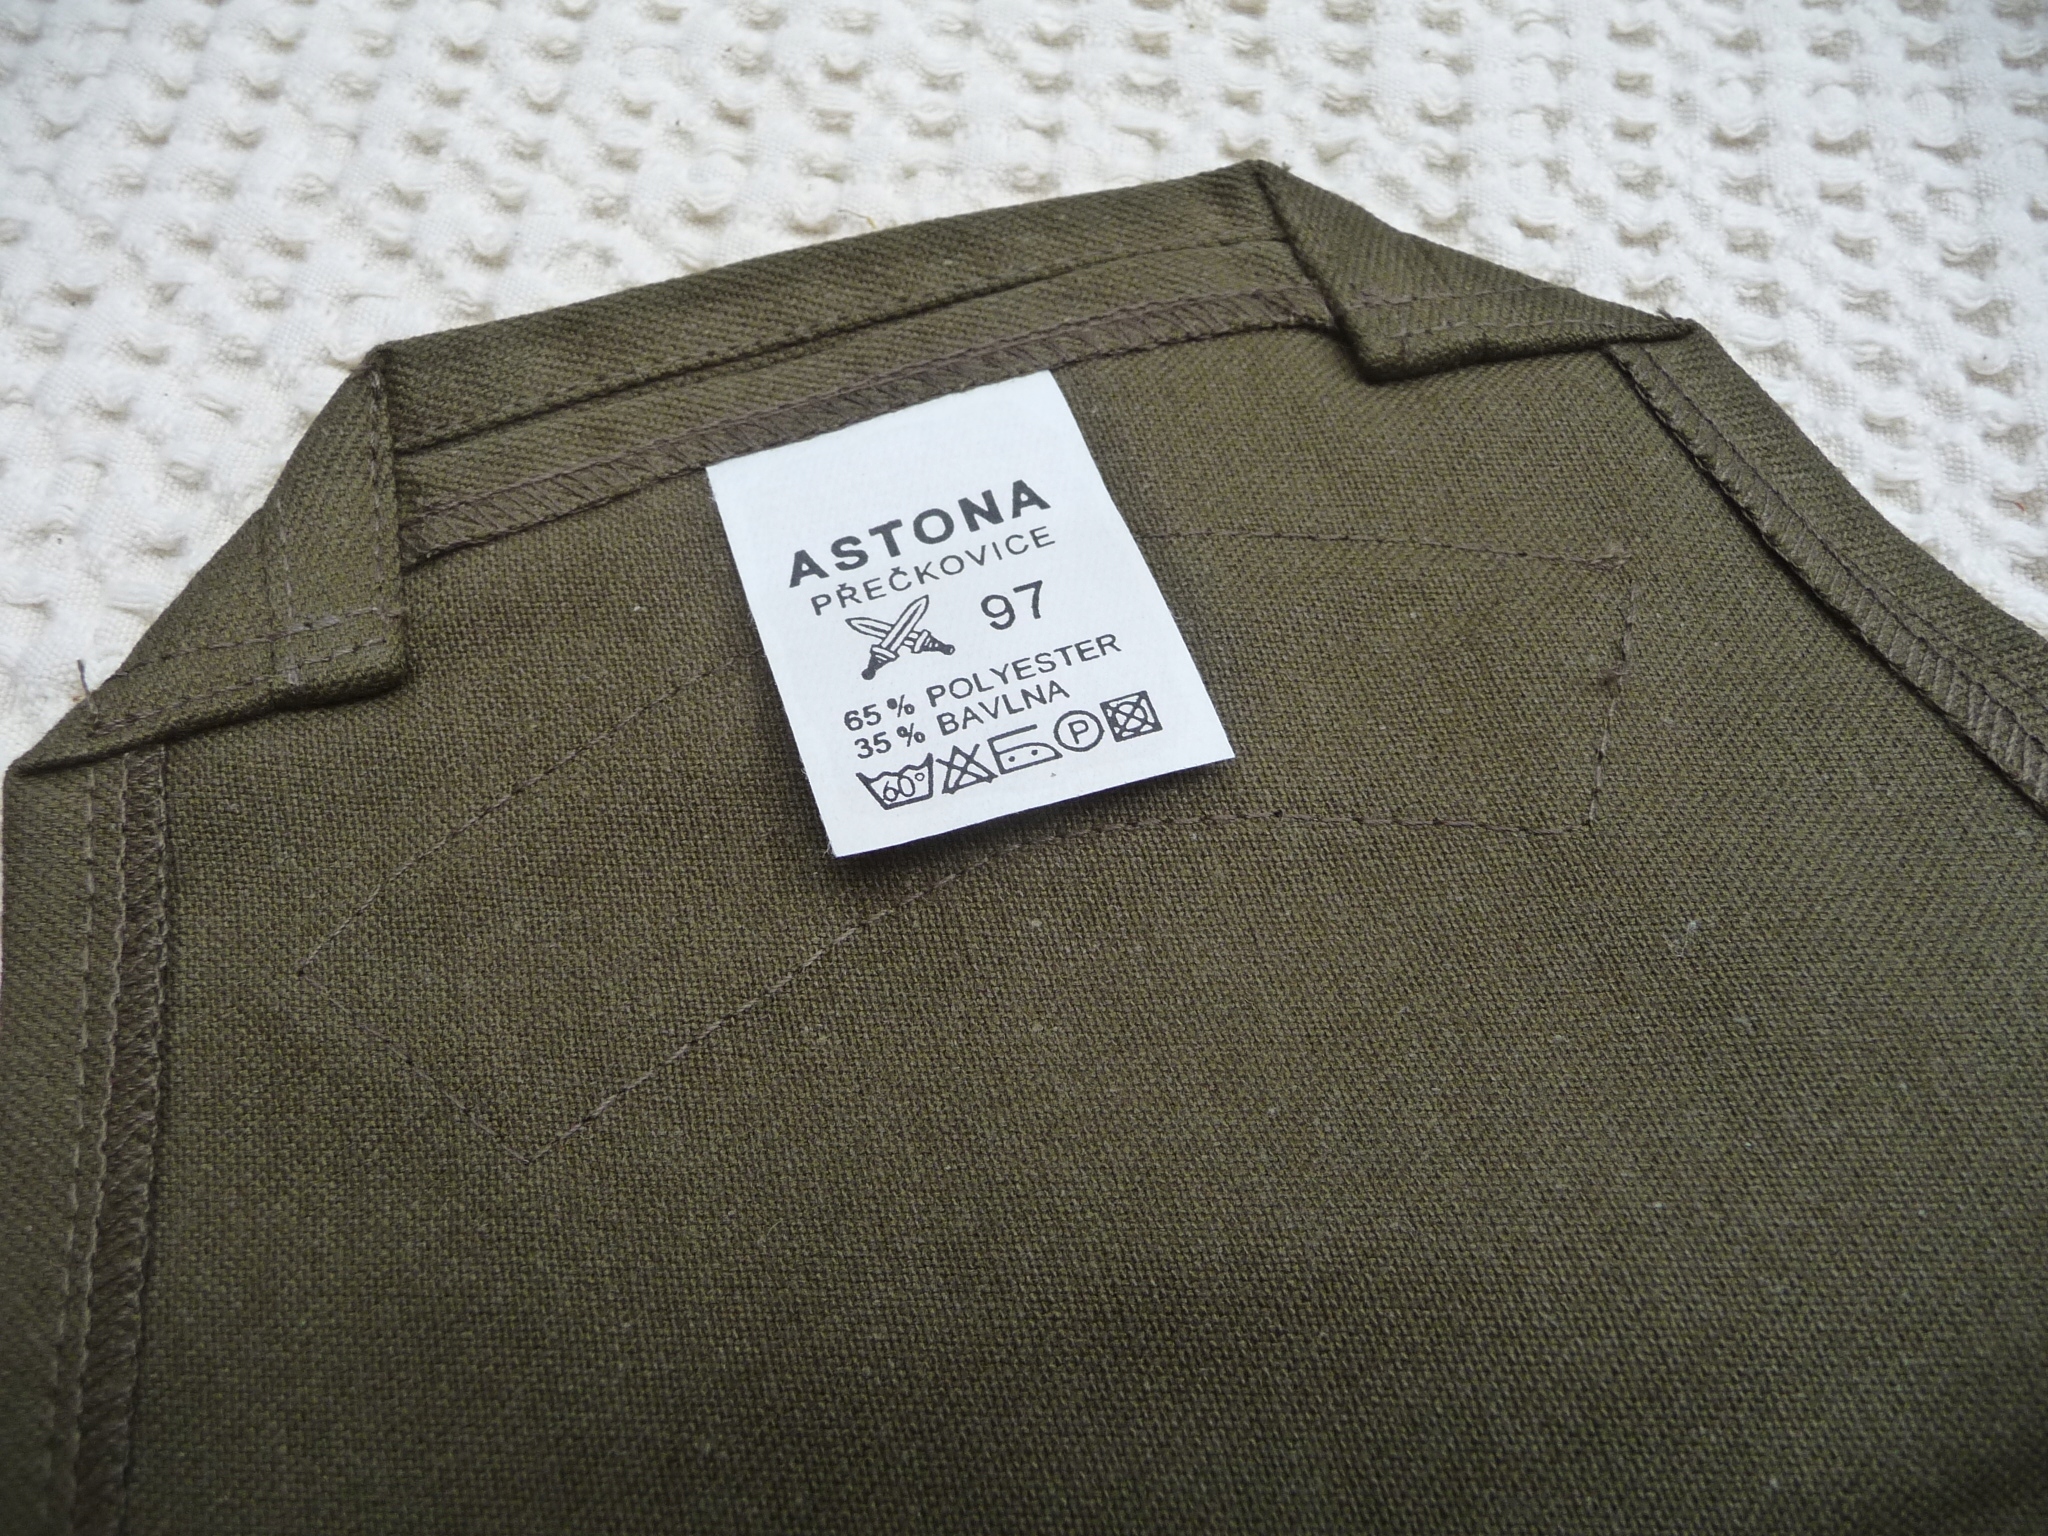 ASTONA
PŘEČKOVICE
97
65% POLYESTER
35% BAVLNA
60° P